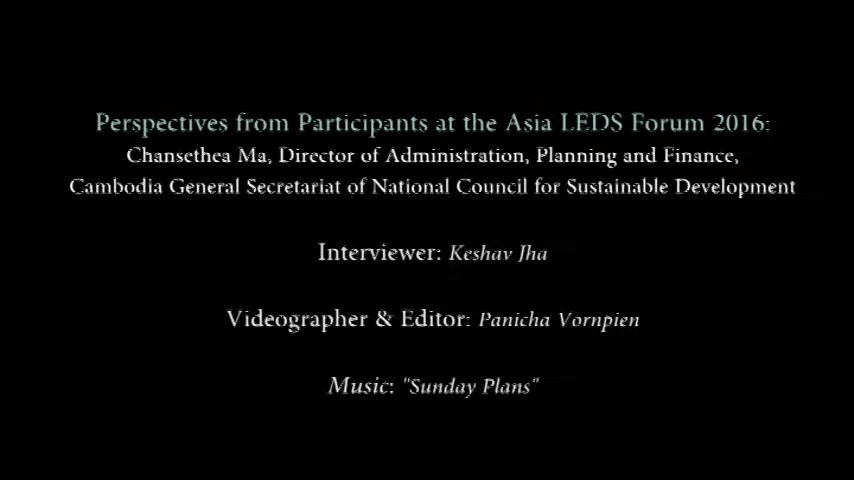 Perspectives from Participants at the Asia LEDS Forum 2016:
Chansethea Ma, Director of Administration, Planning and Finance,
Cambodia General Secretariat of National Council for Sustainable Development
Interviewer: Keshav Jha
Videographer & Editor: Panicha Vornpien
Music: "Sunday Plans"